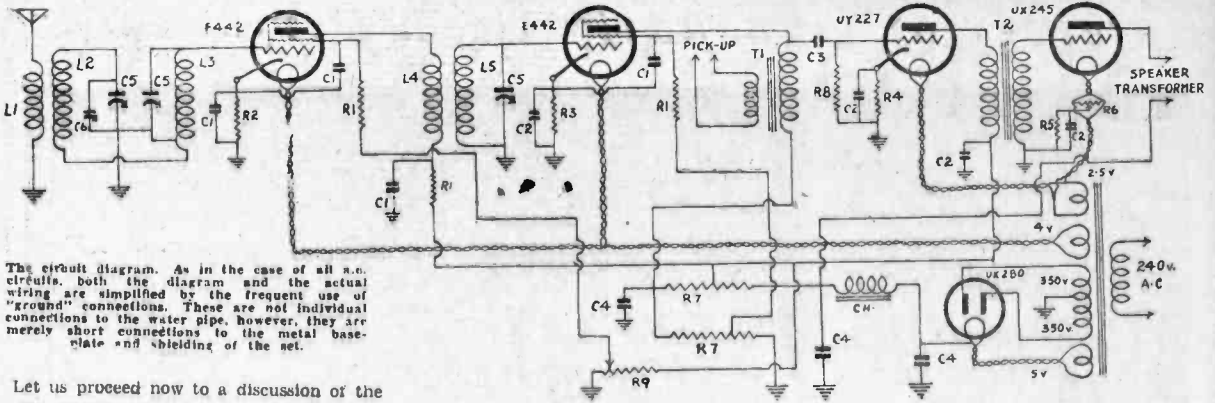 E442
E442
UY227
UX245
PICK-UP
T1
C3
T2
L1
L2
C5
C5
L3
C6
C1
R2
C1
R1
L4
L5
C5
C2
R3
C1
R1
R8
C2
R4
C2
R5
C2
R6
SPEAKER
TRANSFORMER
C1
R1
2.5V
4V
240v.
A.C
UX280
350v.
350v.
5V
C4
R7
CH.
R7
C4
C4
R9
The circuit diagram. As in the case of all a.c.
circuits, both the diagram and the actual
wiring are simplified by the frequent use of
"ground" connections. These are not individual
connections to the water pipe, however, they are
merely short connections to the metal base-
plate and shielding of the set.
Let us proceed now to a discussion of the